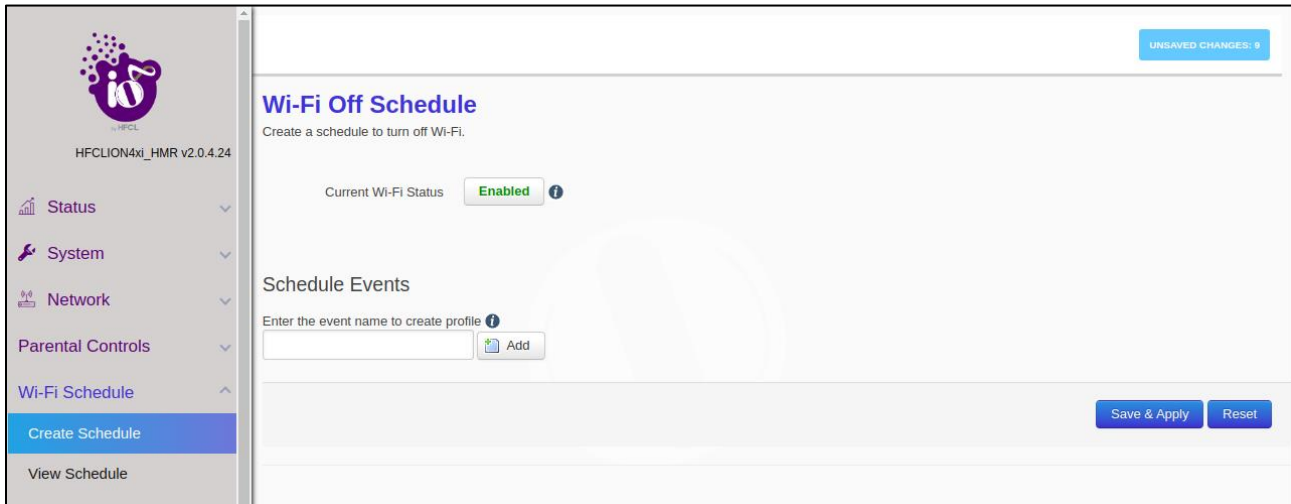 io
by HFCL
HFCLION4xi_HMR v2.0.4.24
Status
System
Network
Parental Controls
Wi-Fi Schedule
Create Schedule
View Schedule
UNSAVED CHANGES: 9
Wi-Fi Off Schedule
Create a schedule to turn off Wi-Fi.
Current Wi-Fi Status Enabled
Schedule Events
Enter the event name to create profile
Add
Save & Apply Reset